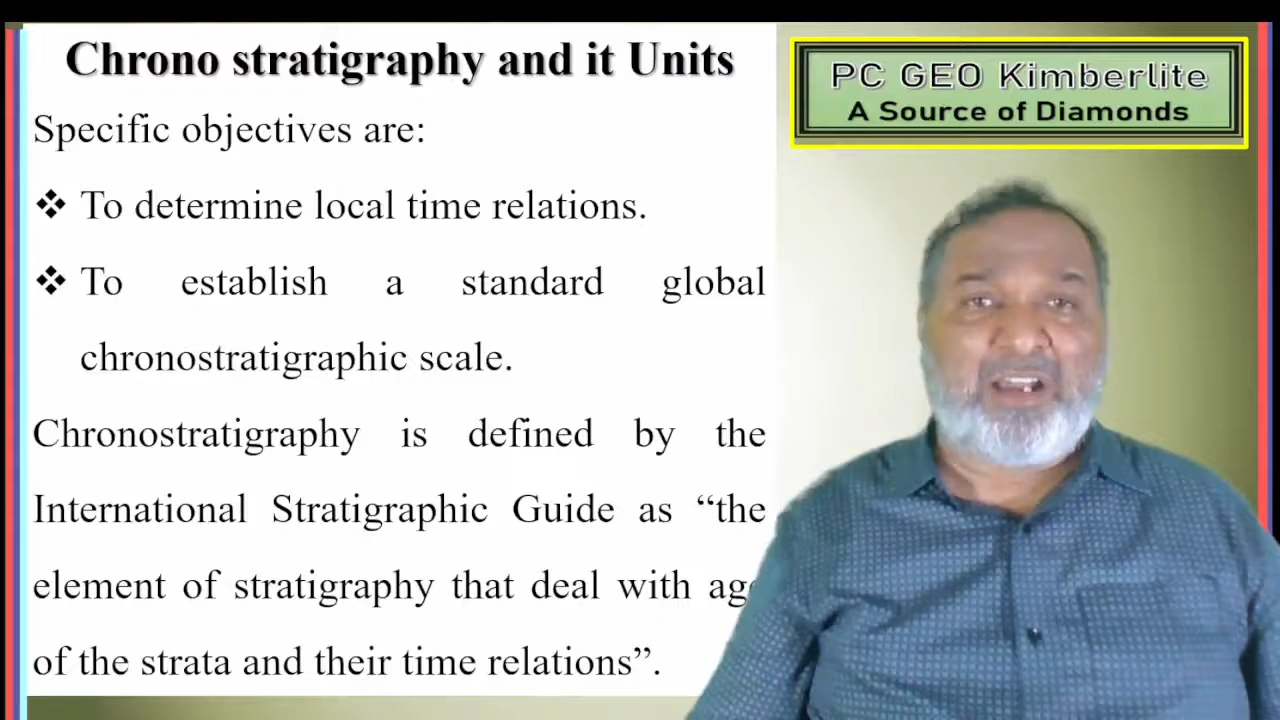 Chrono stratigraphy and it Units
PC GEO Kimberlite
A Source of Diamonds
Specific objectives are:
❖ To determine local time relations.
❖ To establish a standard global
chronostratigraphic scale.
Chronostratigraphy is defined by the
International Stratigraphic Guide as “the
element of stratigraphy that deal with age
of the strata and their time relations”.